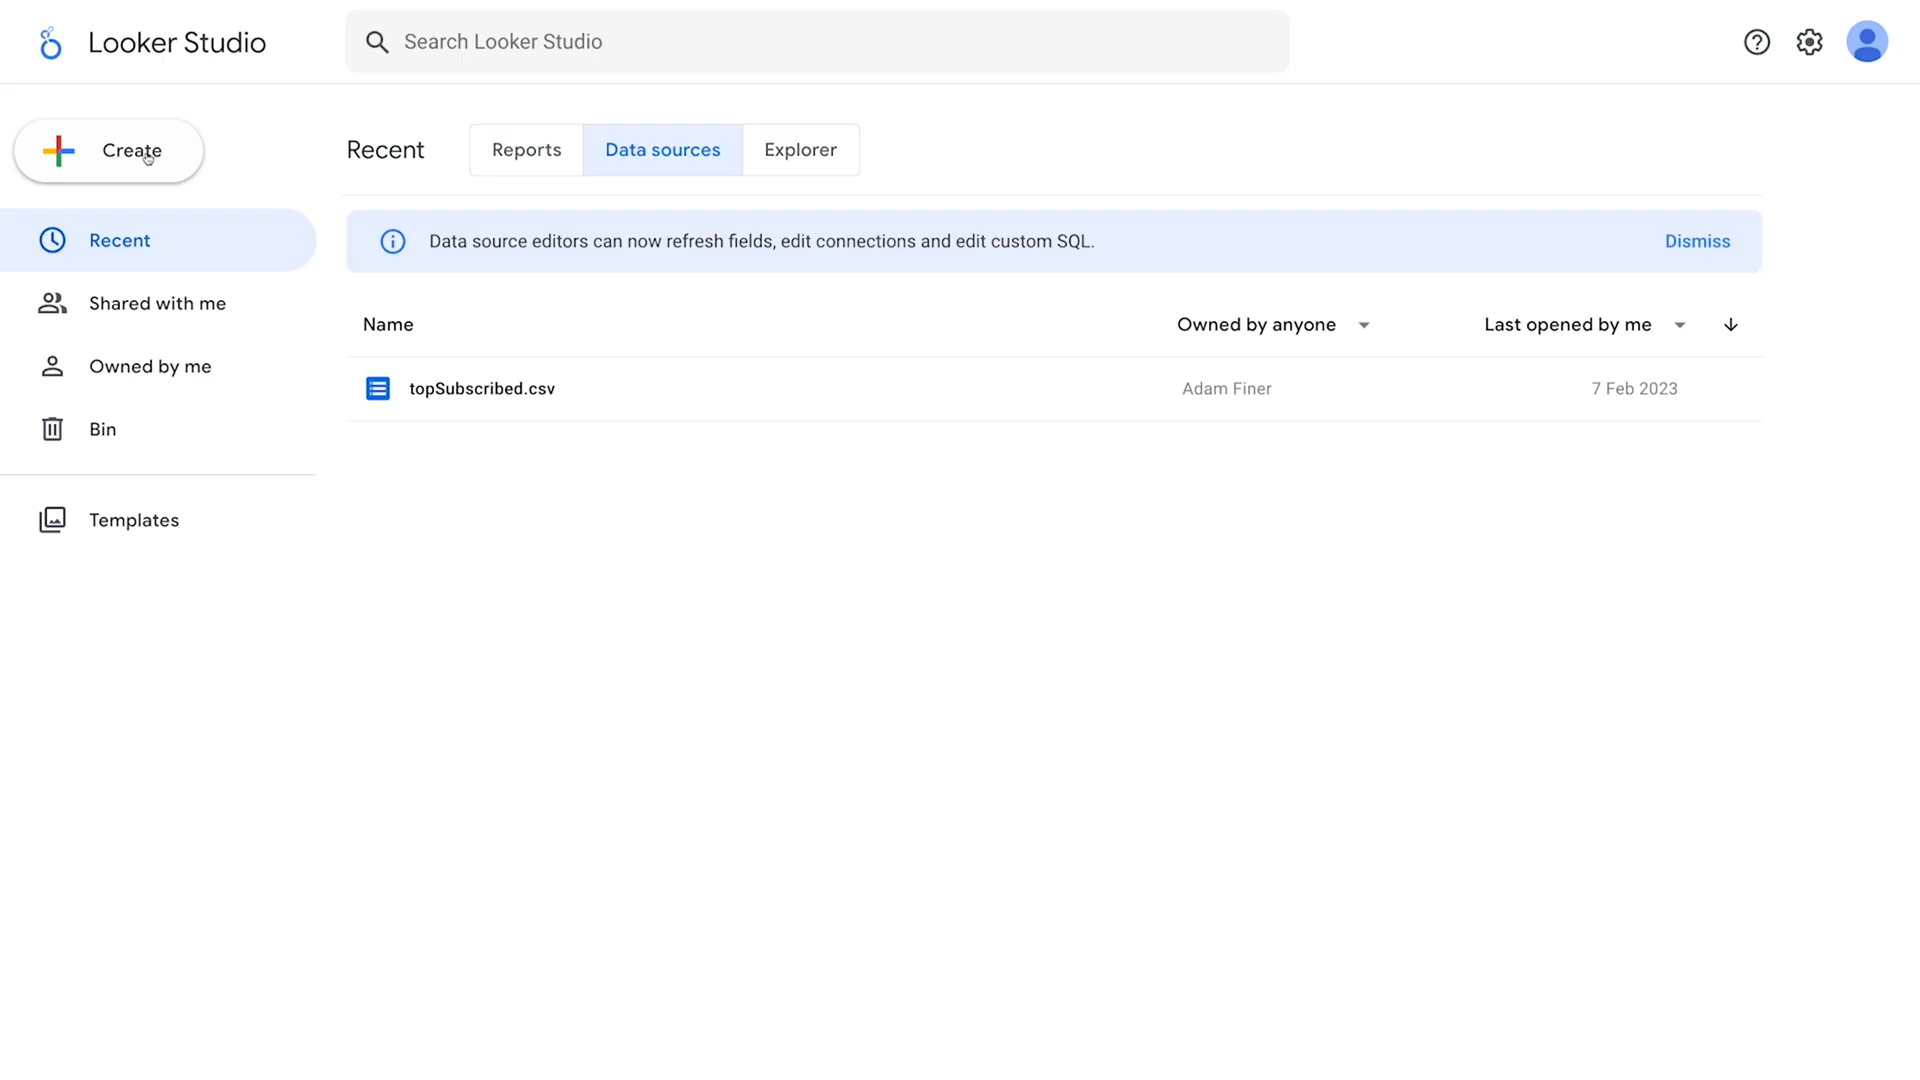 Looker Studio
Search Looker Studio
Create
Recent
Shared with me
Owned by me
Bin
Templates
Recent
Reports
Data sources
Explorer
Data source editors can now refresh fields, edit connections and edit custom SQL.
Dismiss
Name
Owned by anyone
Last opened by me
topSubscribed.csv
Adam Finer
7 Feb 2023